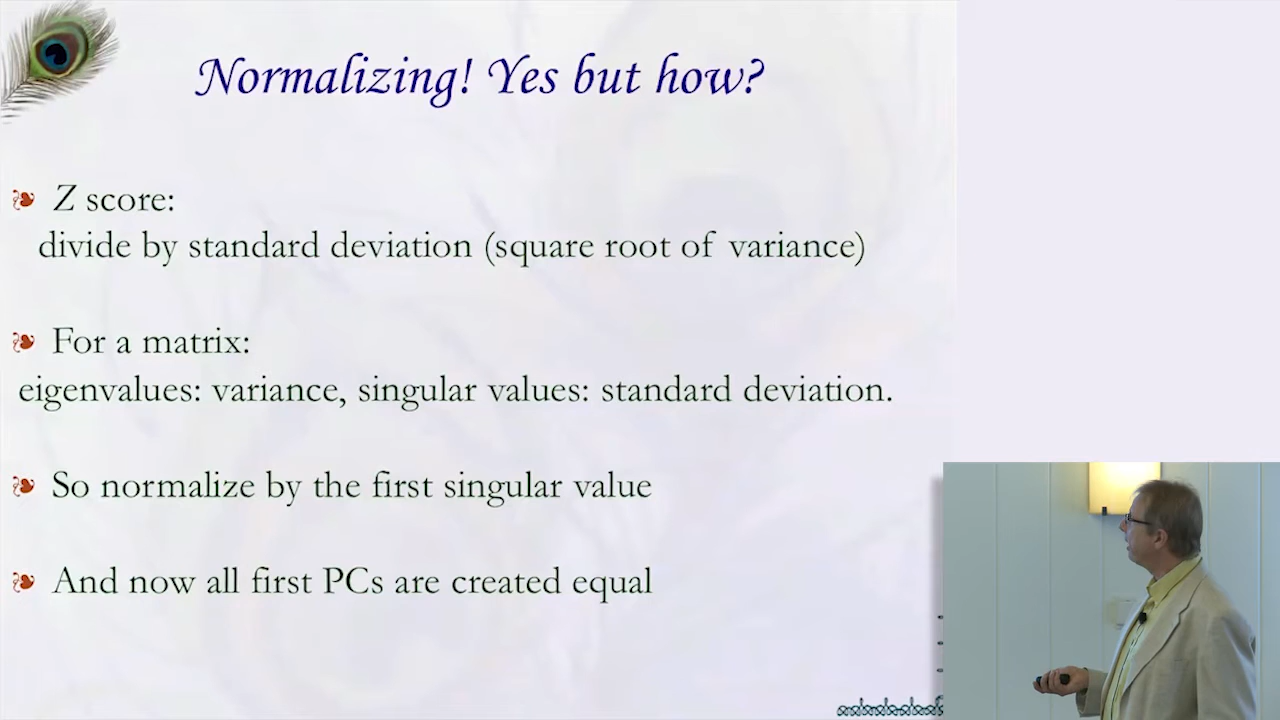 Normalizing! Yes but how?
Z score:
divide by standard deviation (square root of variance)
For a matrix:
eigenvalues: variance, singular values: standard deviation.
So normalize by the first singular value
And now all first PCs are created equal